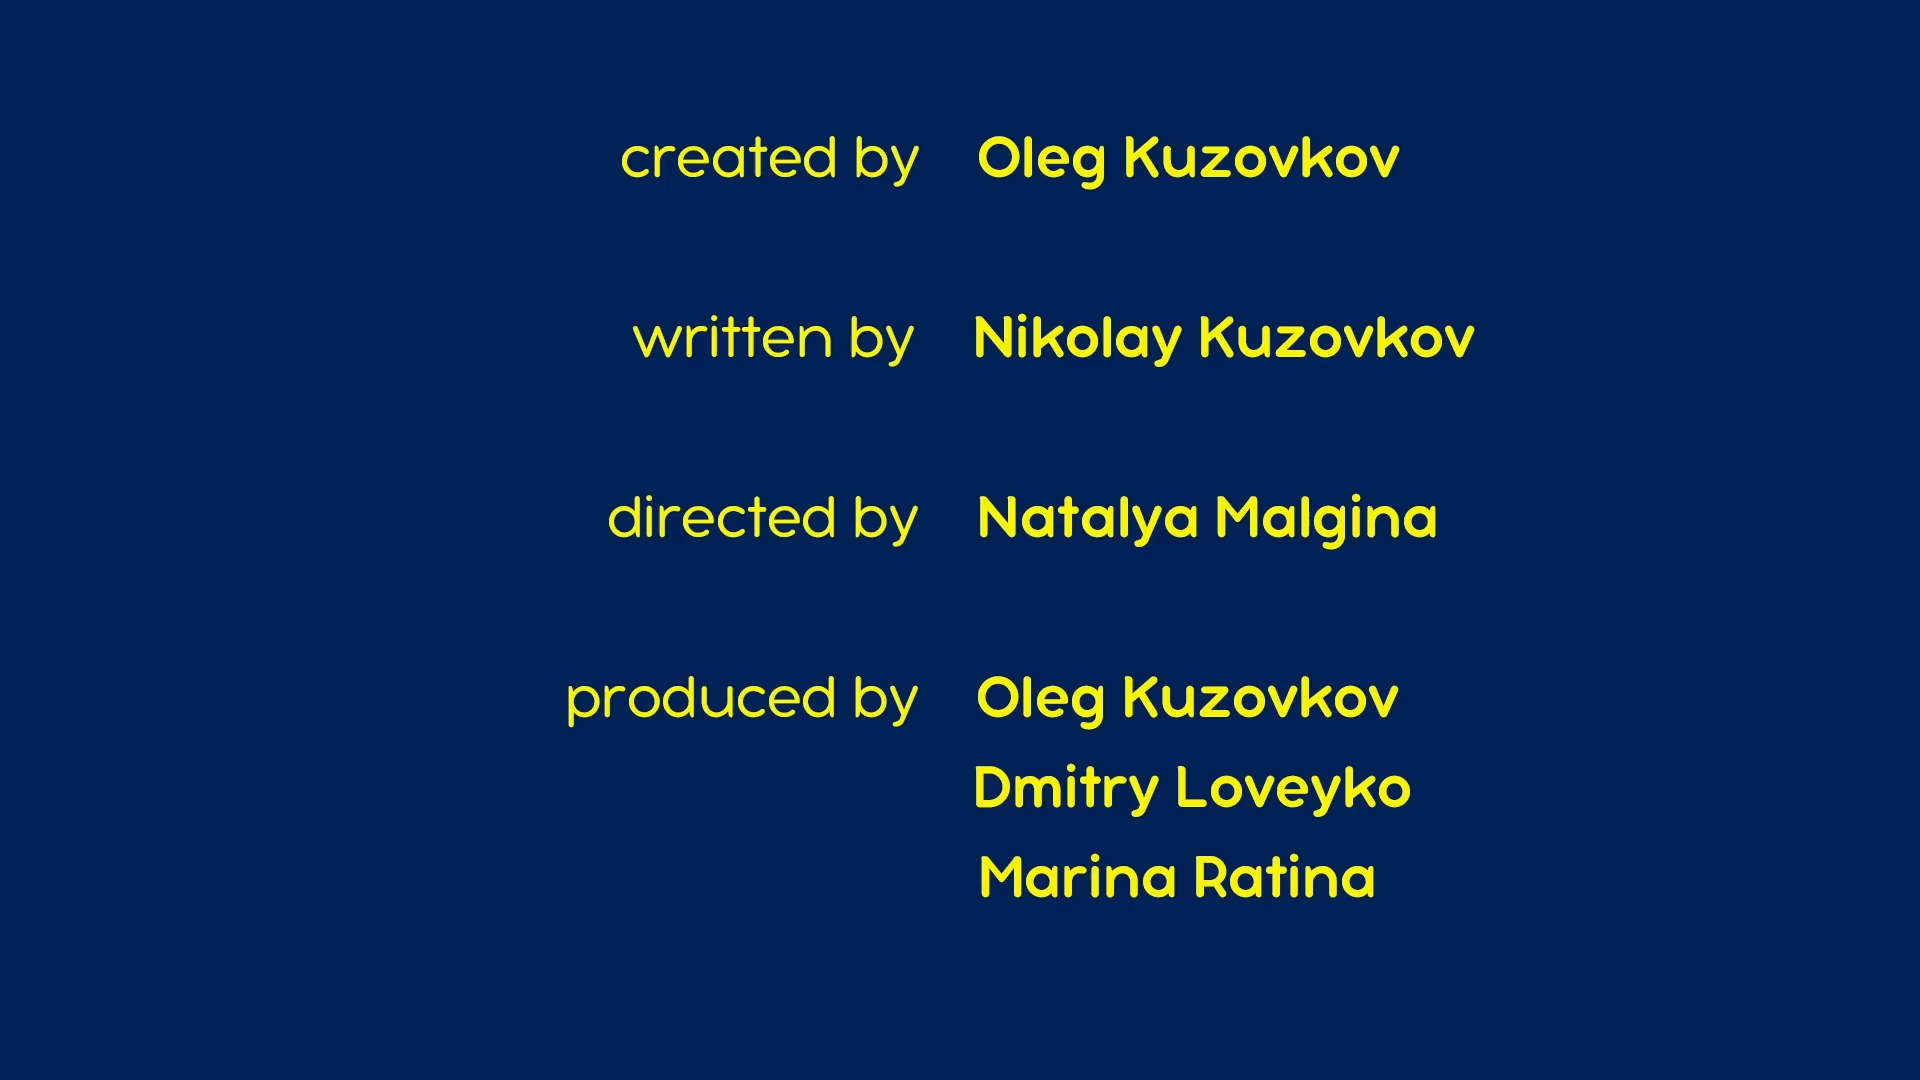 created by Oleg Kuzovkov
written by Nikolay Kuzovkov
directed by Natalya Malgina
produced by Oleg Kuzovkov
Dmitry Loveyko
Marina Ratina